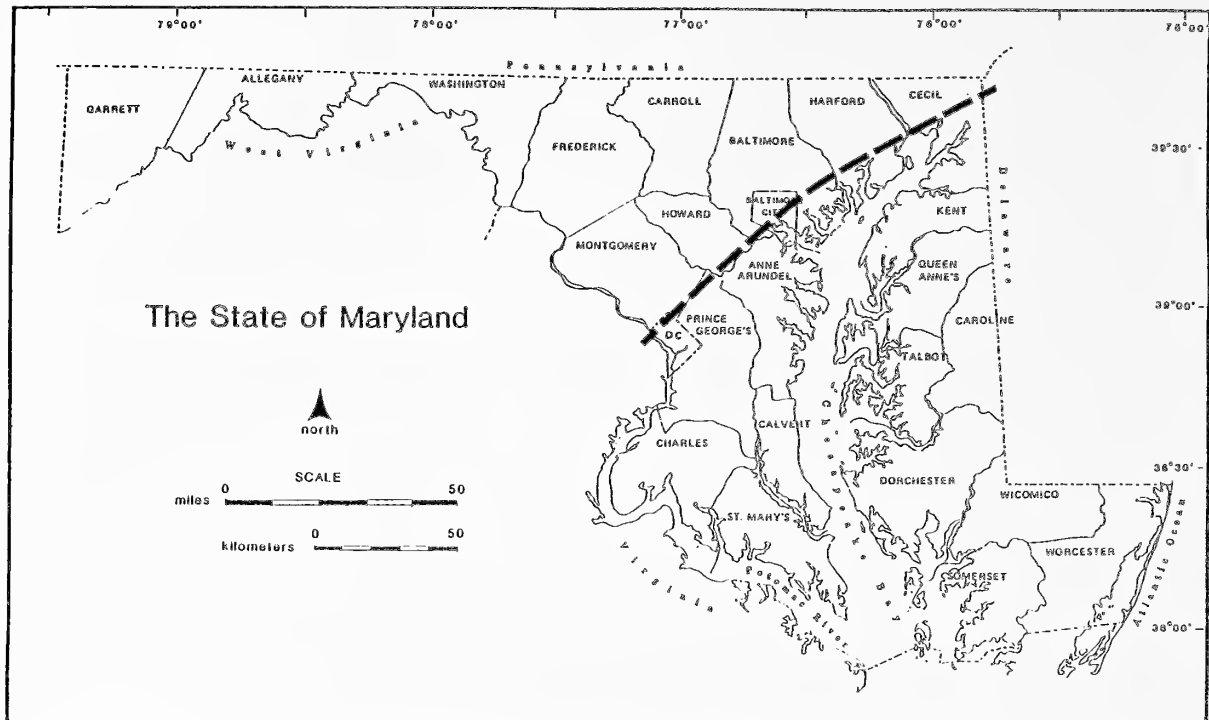 79°00' 78°00' 77°00' 76°00' 75°00'
Pennsylvania
GARRETT
ALLEGANY
WASHINGTON
CARROLL
HARFORD
CECIL
West Virginia
FREDERICK
BALTIMORE
39°30'
Delaware
BALTIMORE CITY
KENT
HOWARD
MONTGOMERY
ANNE
ARUNDEL
QUEEN
ANNE'S
The State of Maryland
PRINCE
GEORGE'S
39°00'
CAROLINE
DC
TALBOT
north
Chesapeake Bay
CHARLES
CALVERT
SCALE
miles 0 50
kilometers 0 50
38°30'
DORCHESTER
WICOMICO
ST. MARY'S
Virginia
Potomac River
WORCESTER
SOMERSET
Atlantic Ocean
38°00'